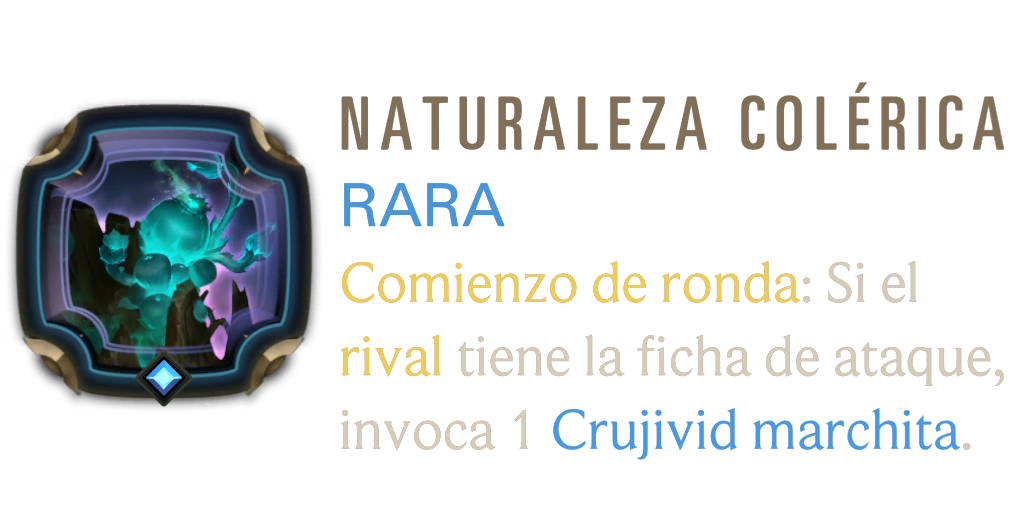 NATURALEZA COLÉRICA
RARA
Comienzo de ronda: Si el
rival tiene la ficha de ataque,
invoca 1 Crujivid marchita.